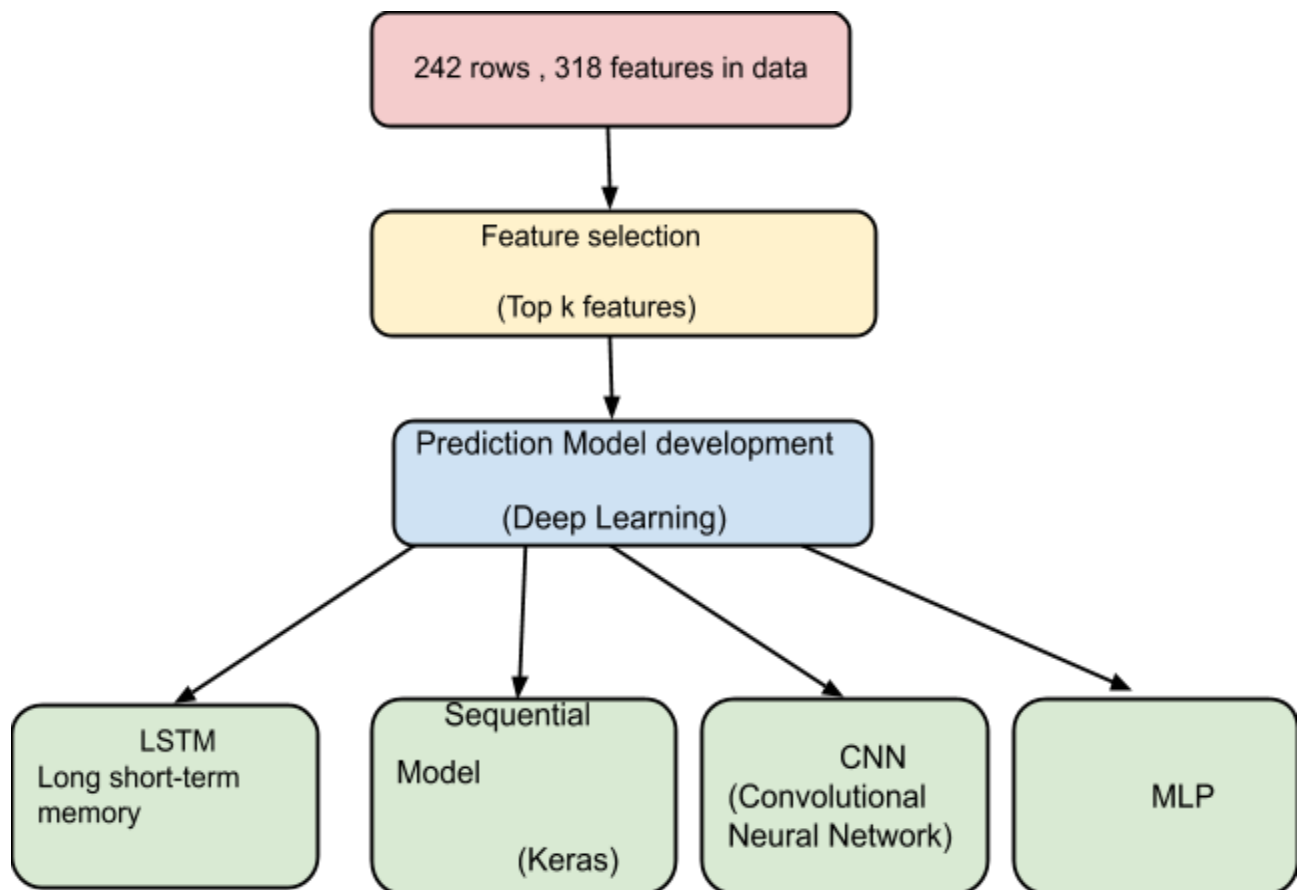 242 rows , 318 features in data
Feature selection
(Top k features)
Prediction Model development
(Deep Learning)
LSTM
Long short-term
memory
Sequential
Model
(Keras)
CNN
(Convolutional
Neural Network)
MLP